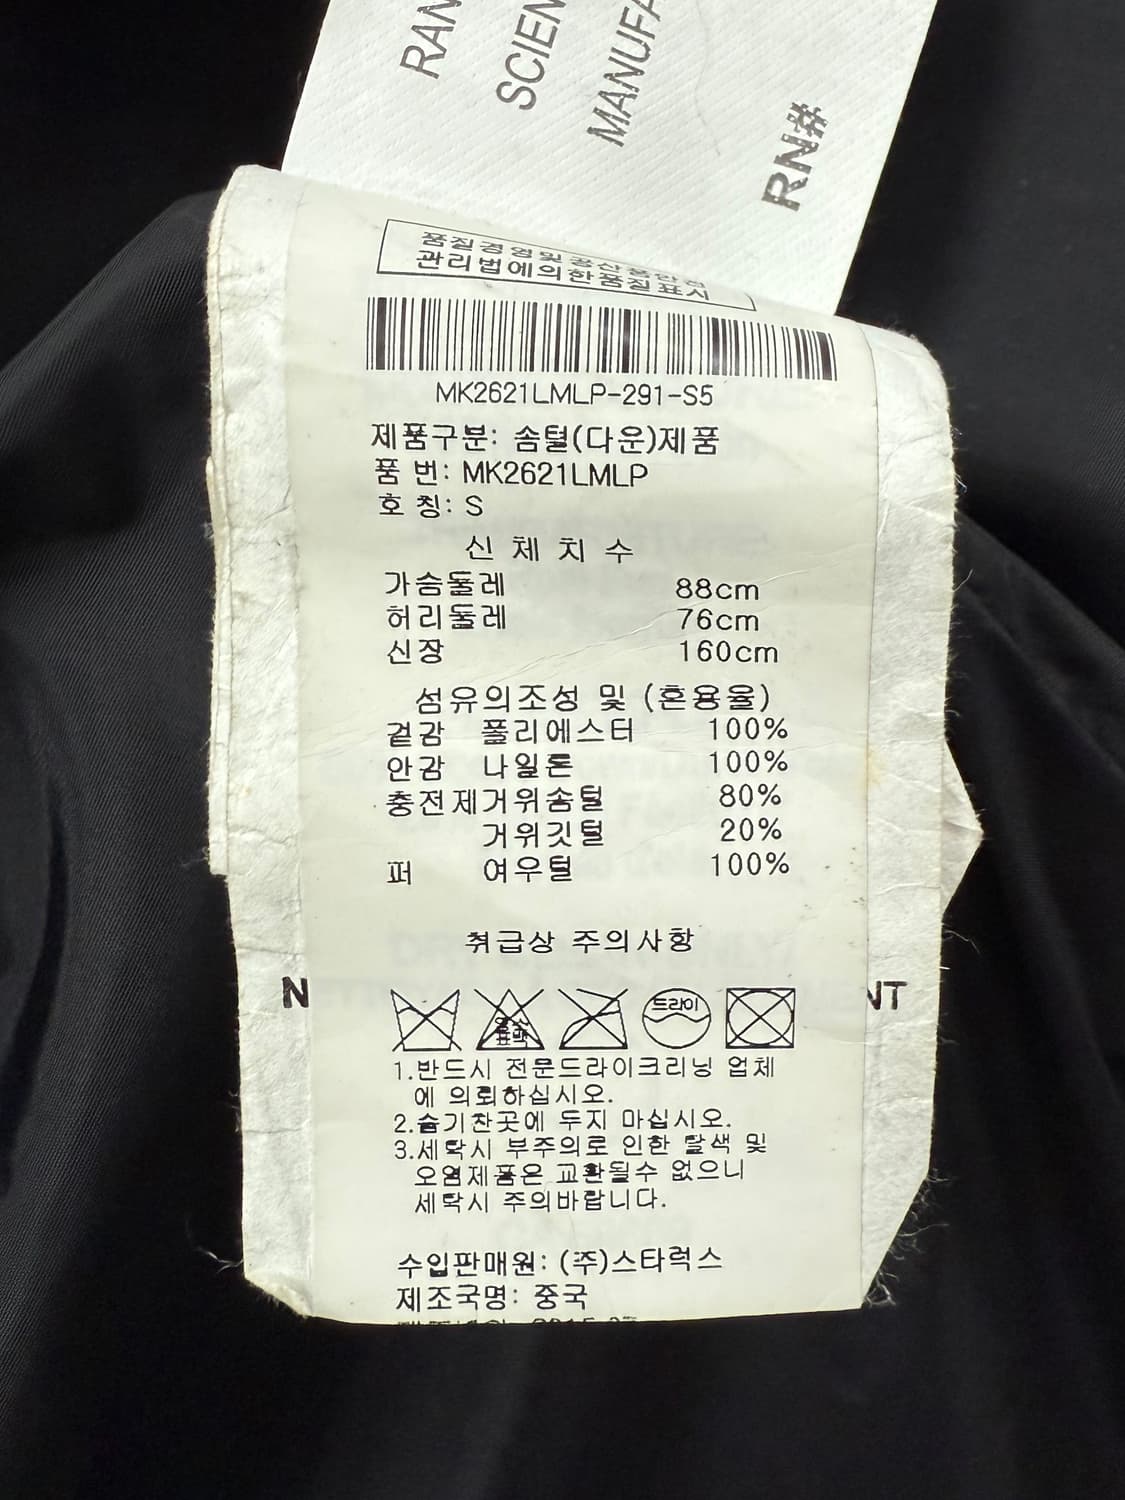 RAN
SCIEN
MANUFA
RN#
품질경영및공산품안전
관리법에의한품질표시
MK2621LMLP-291-S5
제품구분: 솜털(다운)제품
품 번: MK2621LMLP
호 칭: S
신 체 치 수
가슴둘레 88cm
허리둘레 76cm
신장 160cm
섬유의조성 및 (혼용율)
겉감 폴리에스터 100%
안감 나일론 100%
충전제거위솜털 80%
거위깃털 20%
퍼 여우털 100%
취급상 주의사항
N
NT
염소
표백
드라이
1.반드시 전문드라이크리닝 업체
에 의뢰하십시오.
2.습기찬곳에 두지 마십시오.
3.세탁시 부주의로 인한 탈색 및
오염제품은 교환될수 없으니
세탁시 주의바랍니다.
수입판매원: (주)스타럭스
제조국명: 중국